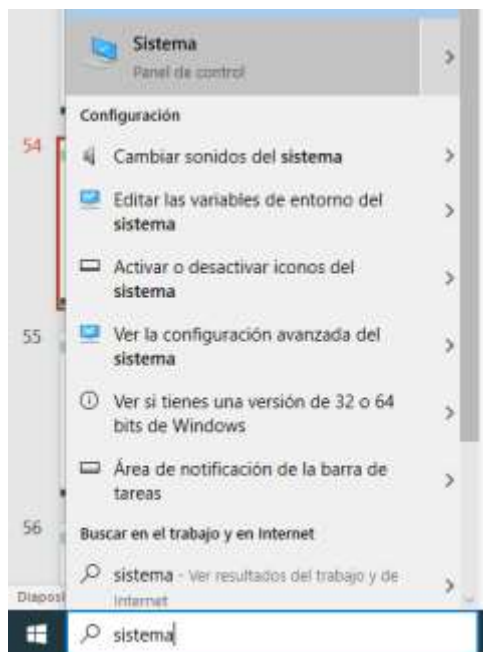 Sistema
Panel de control
Configuración
54
Cambiar sonidos del sistema
Editar las variables de entorno del
sistema
Activar o desactivar iconos del
sistema
55
Ver la configuración avanzada del
sistema
Ver si tienes una versión de 32 o 64
bits de Windows
Área de notificación de la barra de
tareas
56
Buscar en el trabajo y en Internet
sistema - Ver resultados del trabajo y de
Internet
Diaposi
sistema